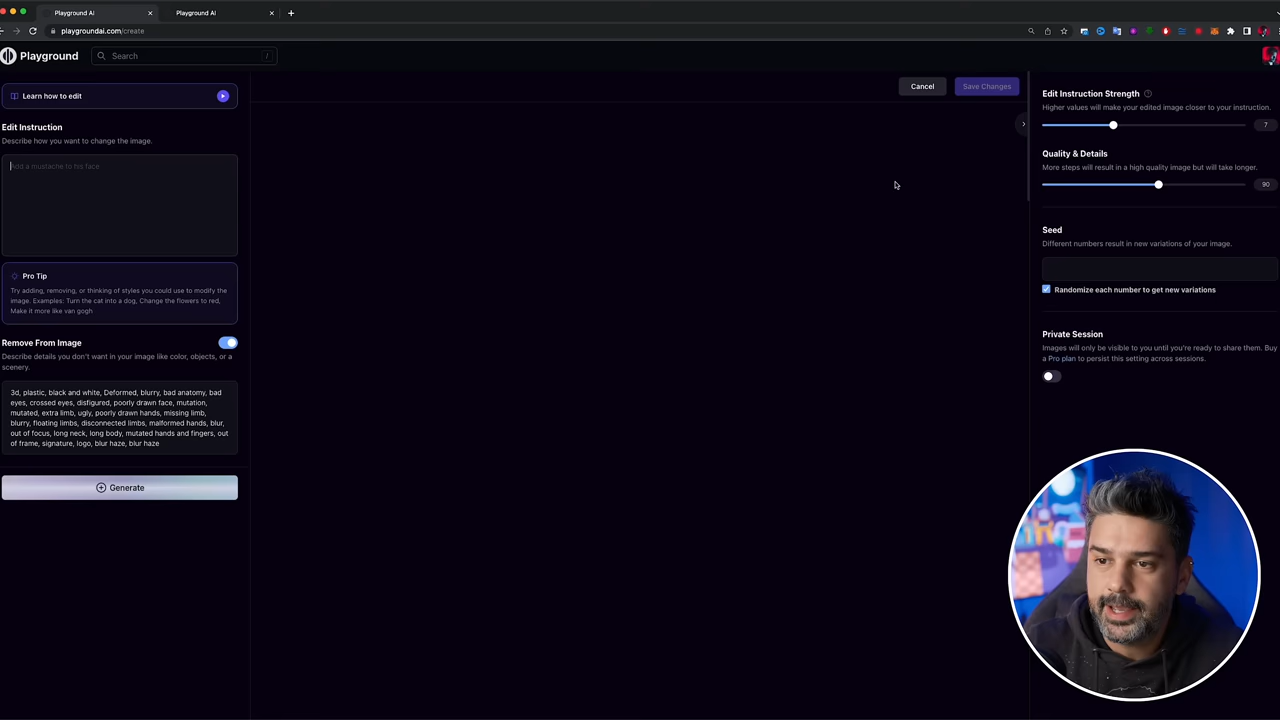 Playground AI
Playground AI
playgroundai.com/create
Playground
Search
/
Learn how to edit
Edit Instruction
Describe how you want to change the image.
Add a mustache to his face
Pro Tip
Try adding, removing, or thinking of styles you could use to modify the
image. Examples: Turn the cat into a dog, Change the flowers to red,
Make it more like van gogh
Remove From Image
Describe details you don't want in your image like color, objects, or a
scenery.
3d, plastic, black and white, Deformed, blurry, bad anatomy, bad
eyes, crossed eyes, disfigured, poorly drawn face, mutation,
mutated, extra limb, ugly, poorly drawn hands, missing limb,
blurry, floating limbs, disconnected limbs, malformed hands, blur,
out of focus, long neck, long body, mutated hands and fingers, out
of frame, signature, logo, blur haze, blur haze
Generate
Cancel
Save Changes
Edit Instruction Strength
Higher values will make your edited image closer to your instruction.
7
Quality & Details
More steps will result in a high quality image but will take longer.
90
Seed
Different numbers result in new variations of your image.
Randomize each number to get new variations
Private Session
Images will only be visible to you until you're ready to share them. Buy
a Pro plan to persist this setting across sessions.